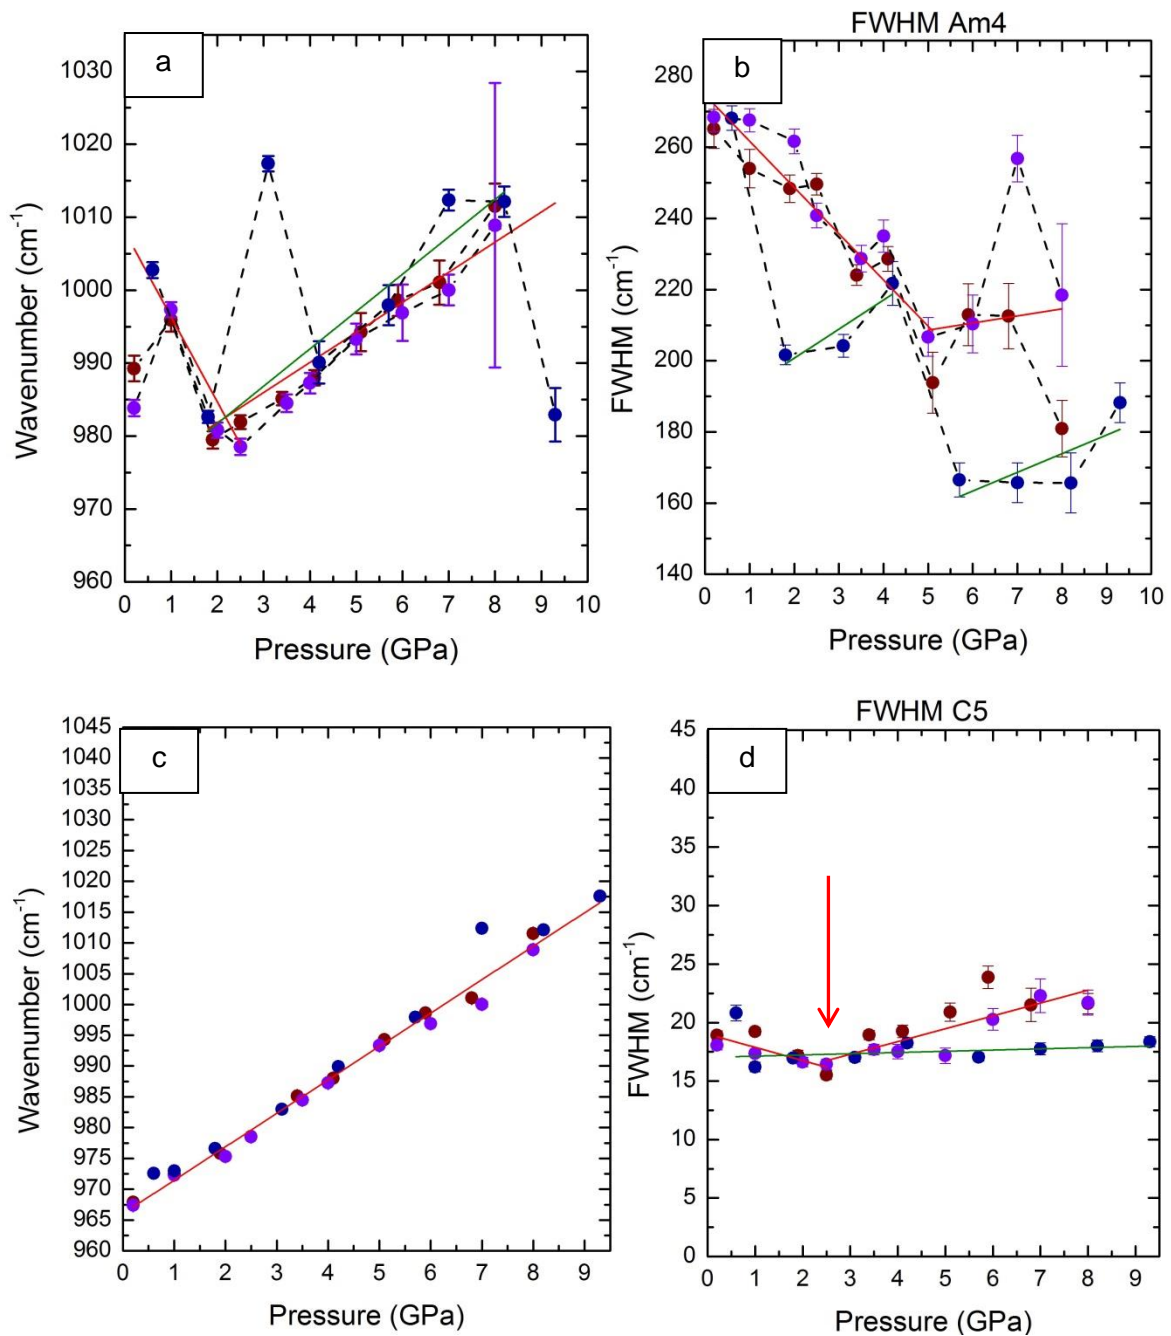 a
1030
1020
1010
1000
990
980
970
960
0 1 2 3 4 5 6 7 8 9 10
Wavenumber (cm-1)
Pressure (GPa)
FWHM Am4
b
280
260
240
220
200
180
160
140
0 1 2 3 4 5 6 7 8 9 10
FWHM (cm-1)
Pressure (GPa)
c
1045
1040
1035
1030
1025
1020
1015
1010
1005
1000
995
990
985
980
975
970
965
960
0 1 2 3 4 5 6 7 8 9
Wavenumber (cm-1)
Pressure (GPa)
FWHM C5
d
45
40
35
30
25
20
15
10
5
0
0 1 2 3 4 5 6 7 8 9
FWHM (cm-1)
Pressure (GPa)